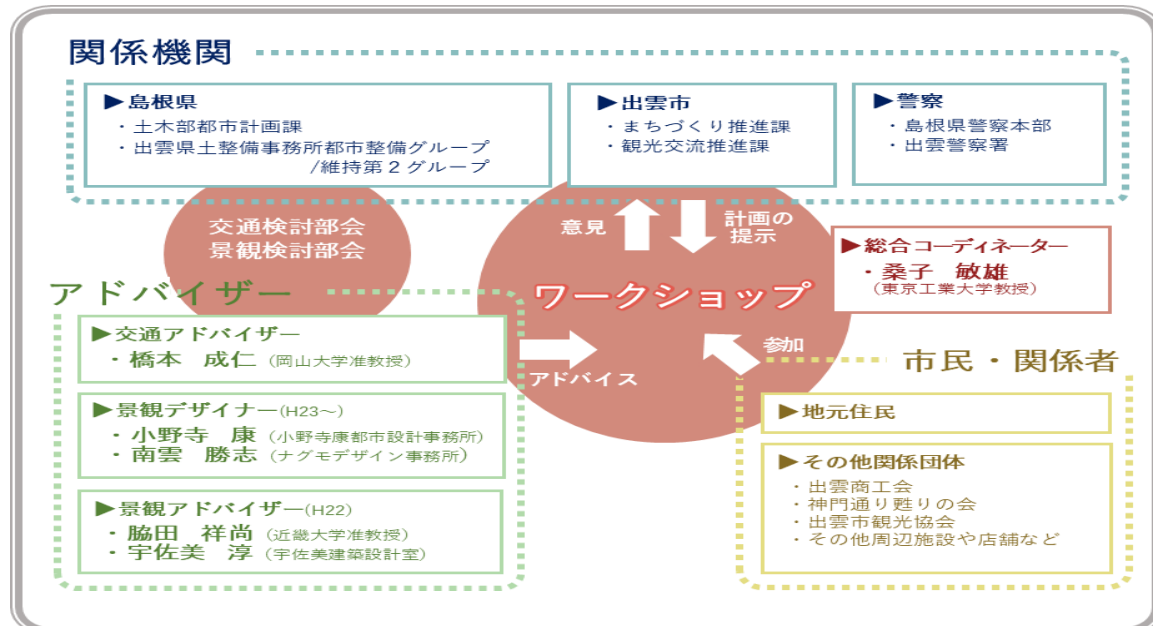 関係機関
▶島根県
・土木部都市計画課
・出雲県土整備事務所都市整備グループ
/維持第2グループ
▶出雲市
・まちづくり推進課
・観光交流推進課
▶警察
・島根県警察本部
・出雲警察署
交通検討部会
景観検討部会
意見
計画の
提示
ワークショップ
▶総合コーディネーター
・桑子 敏雄
(東京工業大学教授)
アドバイザー
▶交通アドバイザー
・橋本 成仁 (岡山大学准教授)
▶景観デザイナー(H23~)
・小野寺 康 (小野寺康都市設計事務所)
・南雲 勝志 (ナグモデザイン事務所)
▶景観アドバイザー(H22)
・脇田 祥尚 (近畿大学准教授)
・宇佐美 淳 (宇佐美建築設計室)
アドバイス
参加
市民・関係者
▶地元住民
▶その他関係団体
・出雲商工会
・神門通り甦りの会
・出雲市観光協会
・その他周辺施設や店舗など